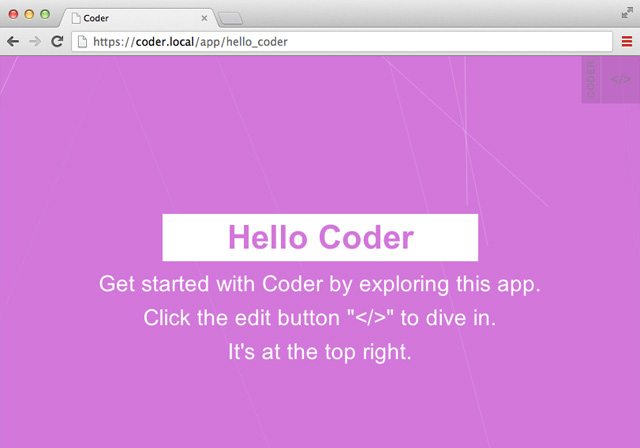 Coder
https://coder.local/app/hello_coder
CODER
</>
Hello Coder
Get started with Coder by exploring this app.
Click the edit button "</>" to dive in.
It's at the top right.